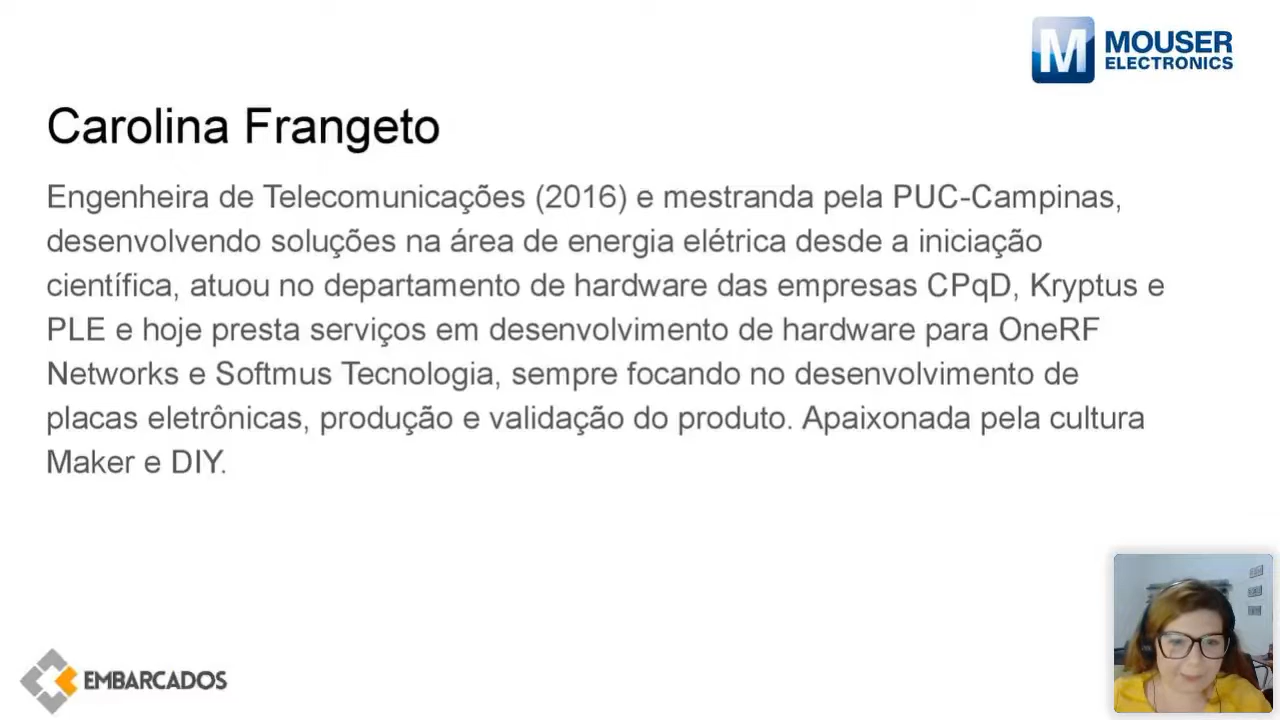 MOUSER
ELECTRONICS
Carolina Frangeto
Engenheira de Telecomunicações (2016) e mestranda pela PUC-Campinas,
desenvolvendo soluções na área de energia elétrica desde a iniciação
científica, atuou no departamento de hardware das empresas CPqD, Kryptus e
PLE e hoje presta serviços em desenvolvimento de hardware para OneRF
Networks e Softmus Tecnologia, sempre focando no desenvolvimento de
placas eletrônicas, produção e validação do produto. Apaixonada pela cultura
Maker e DIY.
EMBARCADOS